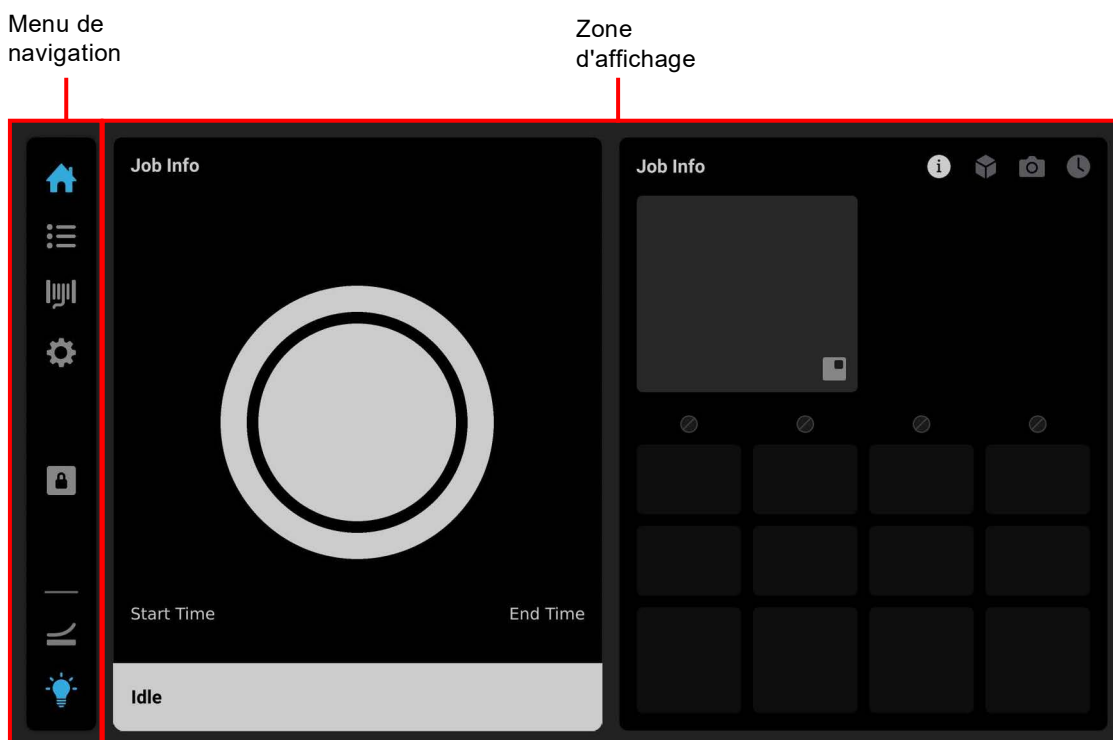 Menu de
navigation
Zone
d'affichage
Job Info
Job Info
i
Start Time
End Time
Idle